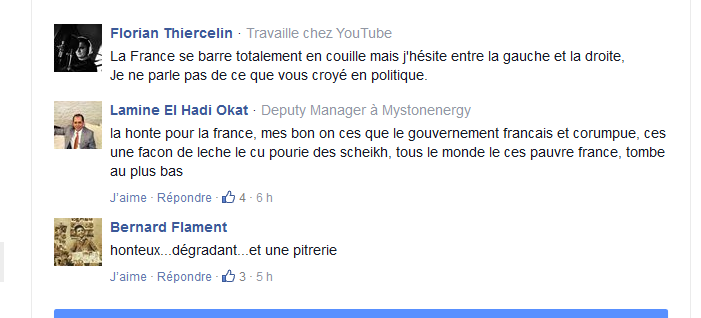 Florian Thiercelin · Travaille chez YouTube
La France se barre totalement en couille mais j'hésite entre la gauche et la droite,
Je ne parle pas de ce que vous croyé en politique.
Lamine El Hadi Okat · Deputy Manager à Mystonenergy
la honte pour la france, mes bon on ces que le gouvernement francais et corumpue, ces
une facon de leche le cu pourie des scheikh, tous le monde le ces pauvre france, tombe
au plus bas
J'aime · Répondre · 4 · 6 h
Bernard Flament
honteux...dégradant...et une pitrerie
J'aime · Répondre · 3 · 5 h